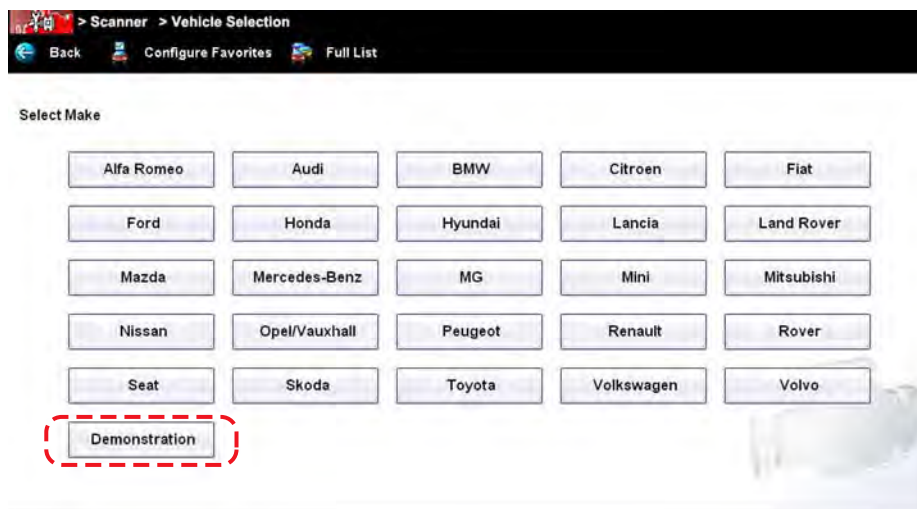 > Scanner > Vehicle Selection
Back Configure Favorites Full List
Select Make
Alfa Romeo Audi BMW Citroen Fiat
Ford Honda Hyundai Lancia Land Rover
Mazda Mercedes-Benz MG Mini Mitsubishi
Nissan Opel/Vauxhall Peugeot Renault Rover
Seat Skoda Toyota Volkswagen Volvo
Demonstration